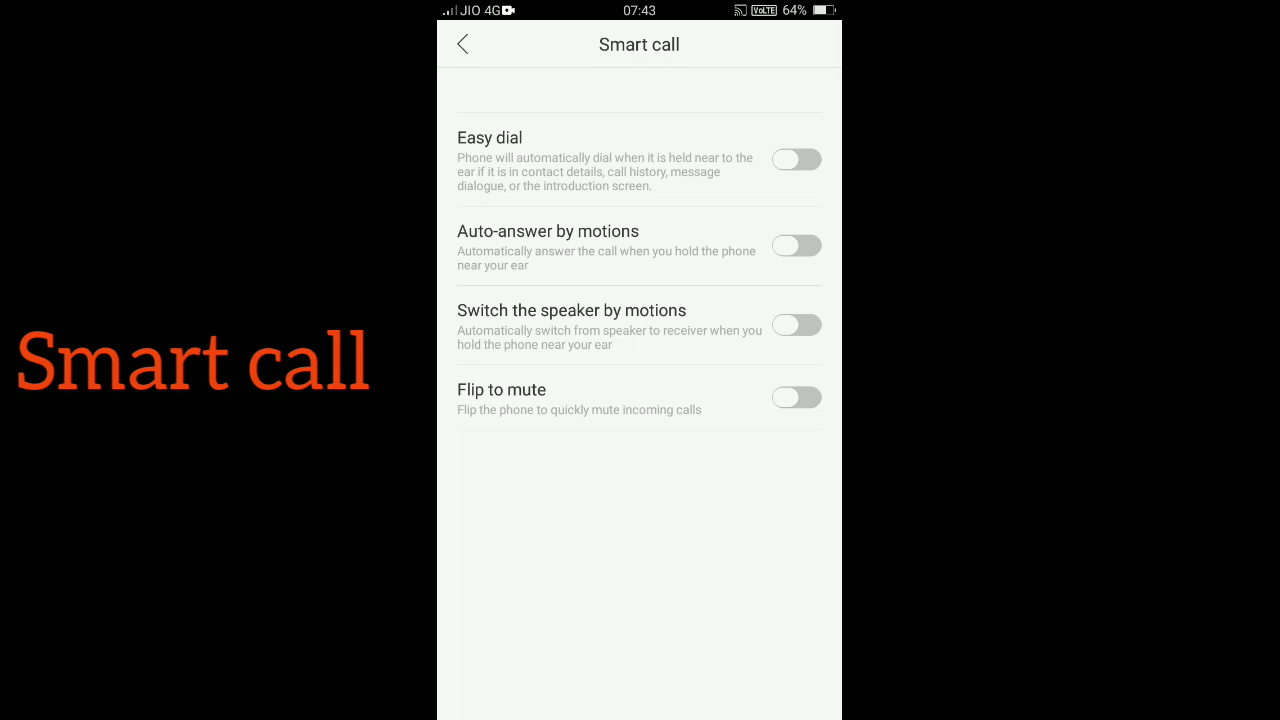 JIO 4G 07:43 VoLTE 64%
Smart call
Easy dial
Phone will automatically dial when it is held near to the
ear if it is in contact details, call history, message
dialogue, or the introduction screen.
Auto-answer by motions
Automatically answer the call when you hold the phone
near your ear
Switch the speaker by motions
Automatically switch from speaker to receiver when you
hold the phone near your ear
Smart call
Flip to mute
Flip the phone to quickly mute incoming calls